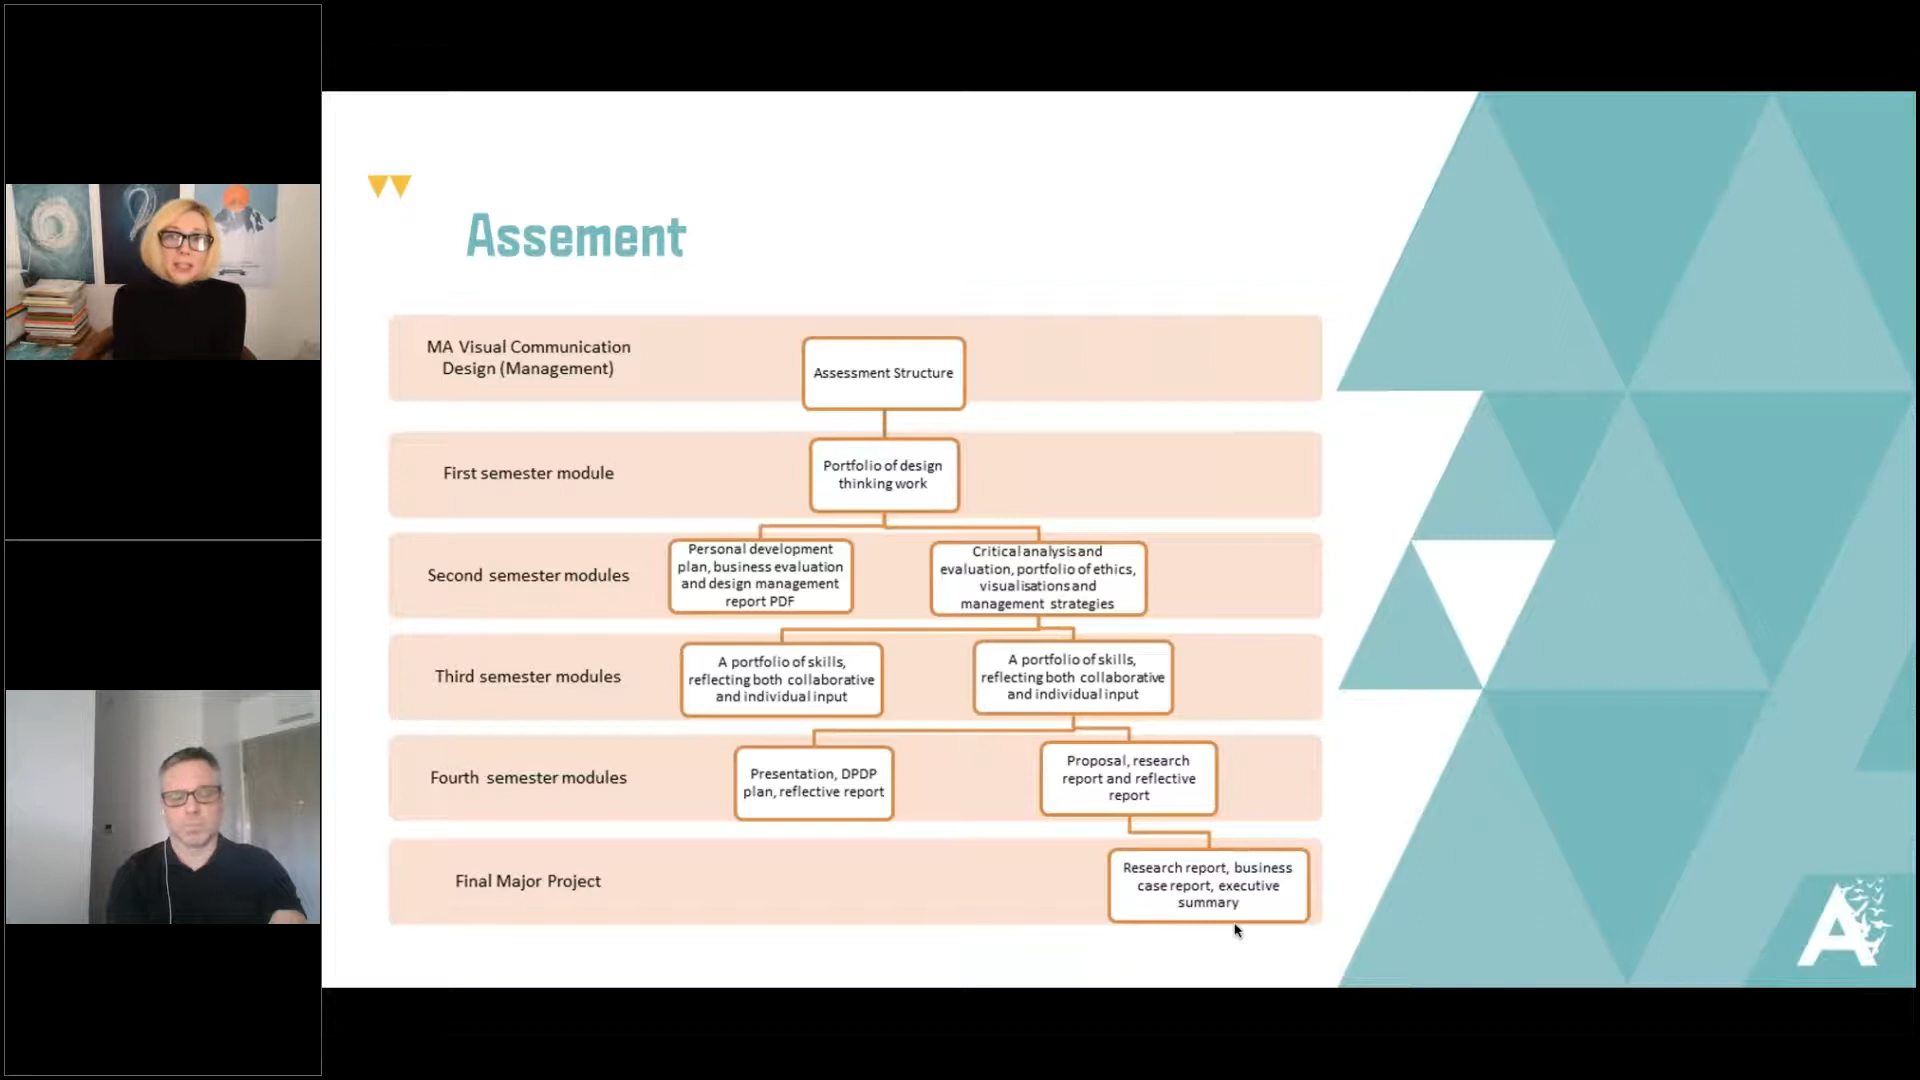 Assement
MA Visual Communication
Design (Management)
Assessment Structure
First semester module
Portfolio of design
thinking work
Second semester modules
Personal development
plan, business evaluation
and design management
report PDF
Critical analysis and
evaluation, portfolio of ethics,
visualisations and
management strategies
Third semester modules
A portfolio of skills,
reflecting both collaborative
and individual input
A portfolio of skills,
reflecting both collaborative
and individual input
Fourth semester modules
Presentation, DPDP
plan, reflective report
Proposal, research
report and reflective
report
Final Major Project
Research report, business
case report, executive
summary
A